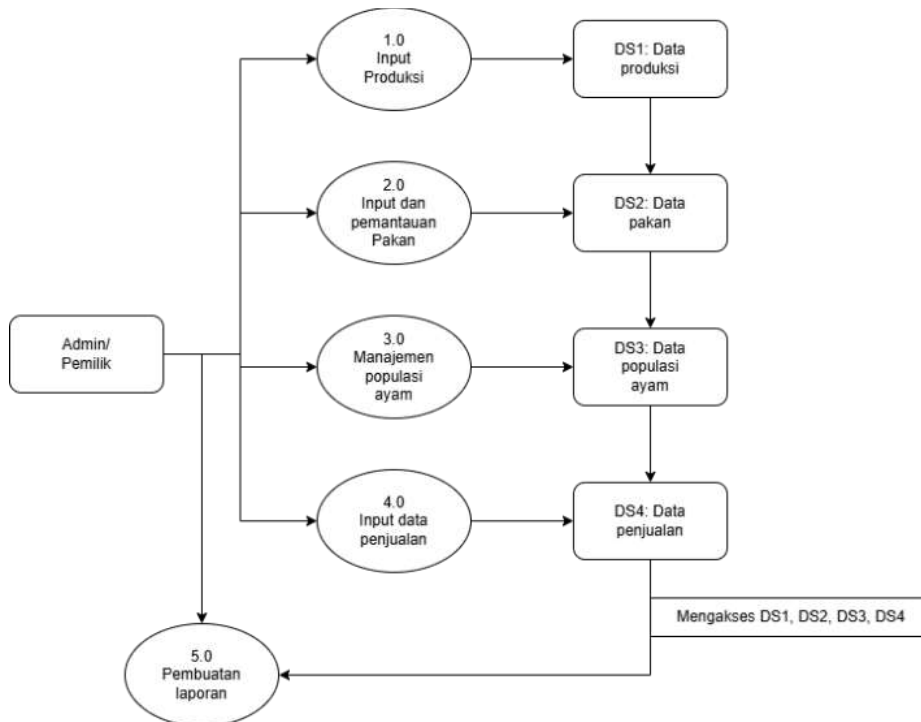 1.0
Input
Produksi
DS1: Data
produksi
2.0
Input dan
pemantauan
Pakan
DS2: Data
pakan
Admin/
Pemilik
3.0
Manajemen
populasi
ayam
DS3: Data
populasi
ayam
4.0
Input data
penjualan
DS4: Data
penjualan
Mengakses DS1, DS2, DS3, DS4
5.0
Pembuatan
laporan